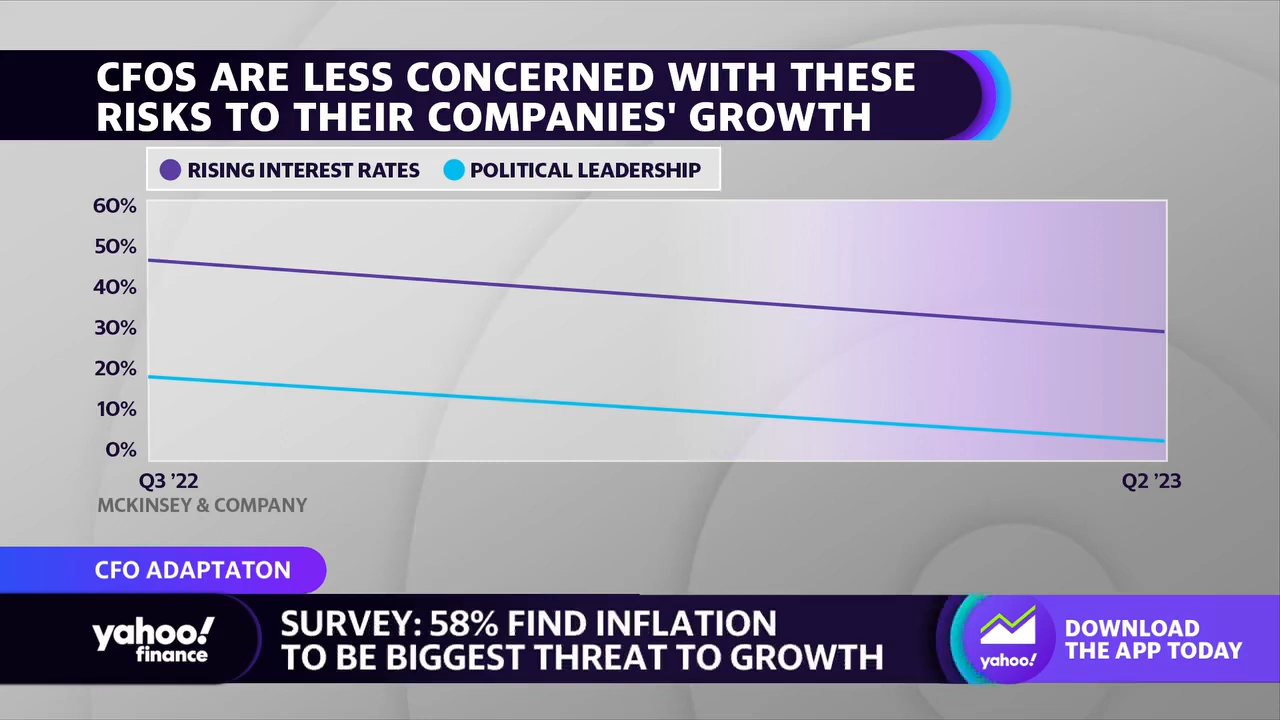 CFOS ARE LESS CONCERNED WITH THESE
RISKS TO THEIR COMPANIES' GROWTH
RISING INTEREST RATES
POLITICAL LEADERSHIP
60%
50%
40%
30%
20%
10%
0%
Q3 ’22
Q2 ’23
MCKINSEY & COMPANY
CFO ADAPTATON
yahoo!
finance
SURVEY: 58% FIND INFLATION
TO BE BIGGEST THREAT TO GROWTH
yahoo!
DOWNLOAD
THE APP TODAY